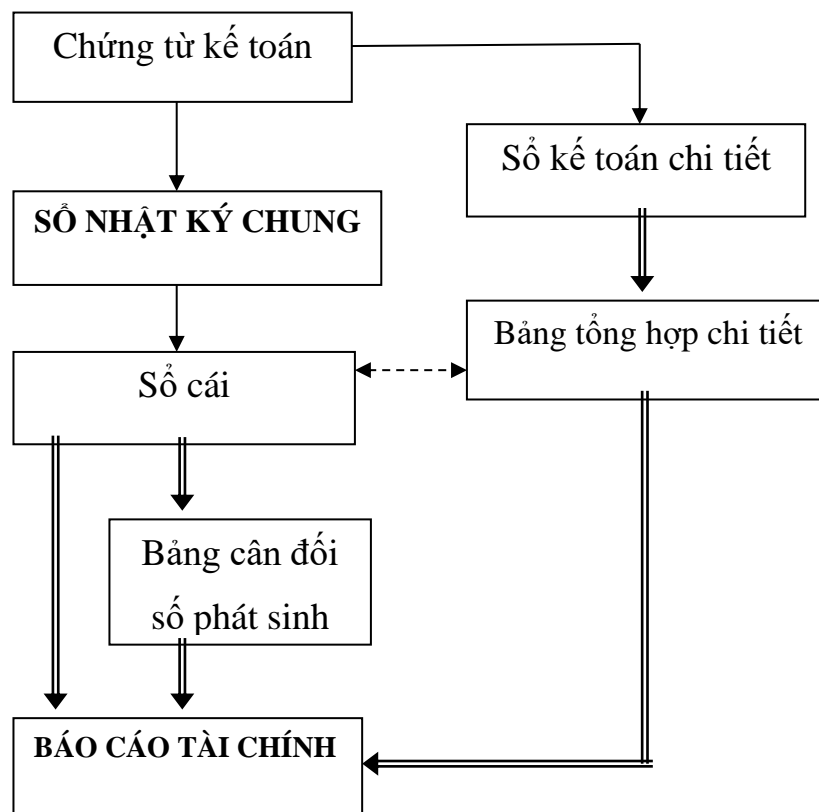 Chứng từ kế toán
Sổ kế toán chi tiết
SỔ NHẬT KÝ CHUNG
Bảng tổng hợp chi tiết
Sổ cái
Bảng cân đối
số phát sinh
BÁO CÁO TÀI CHÍNH